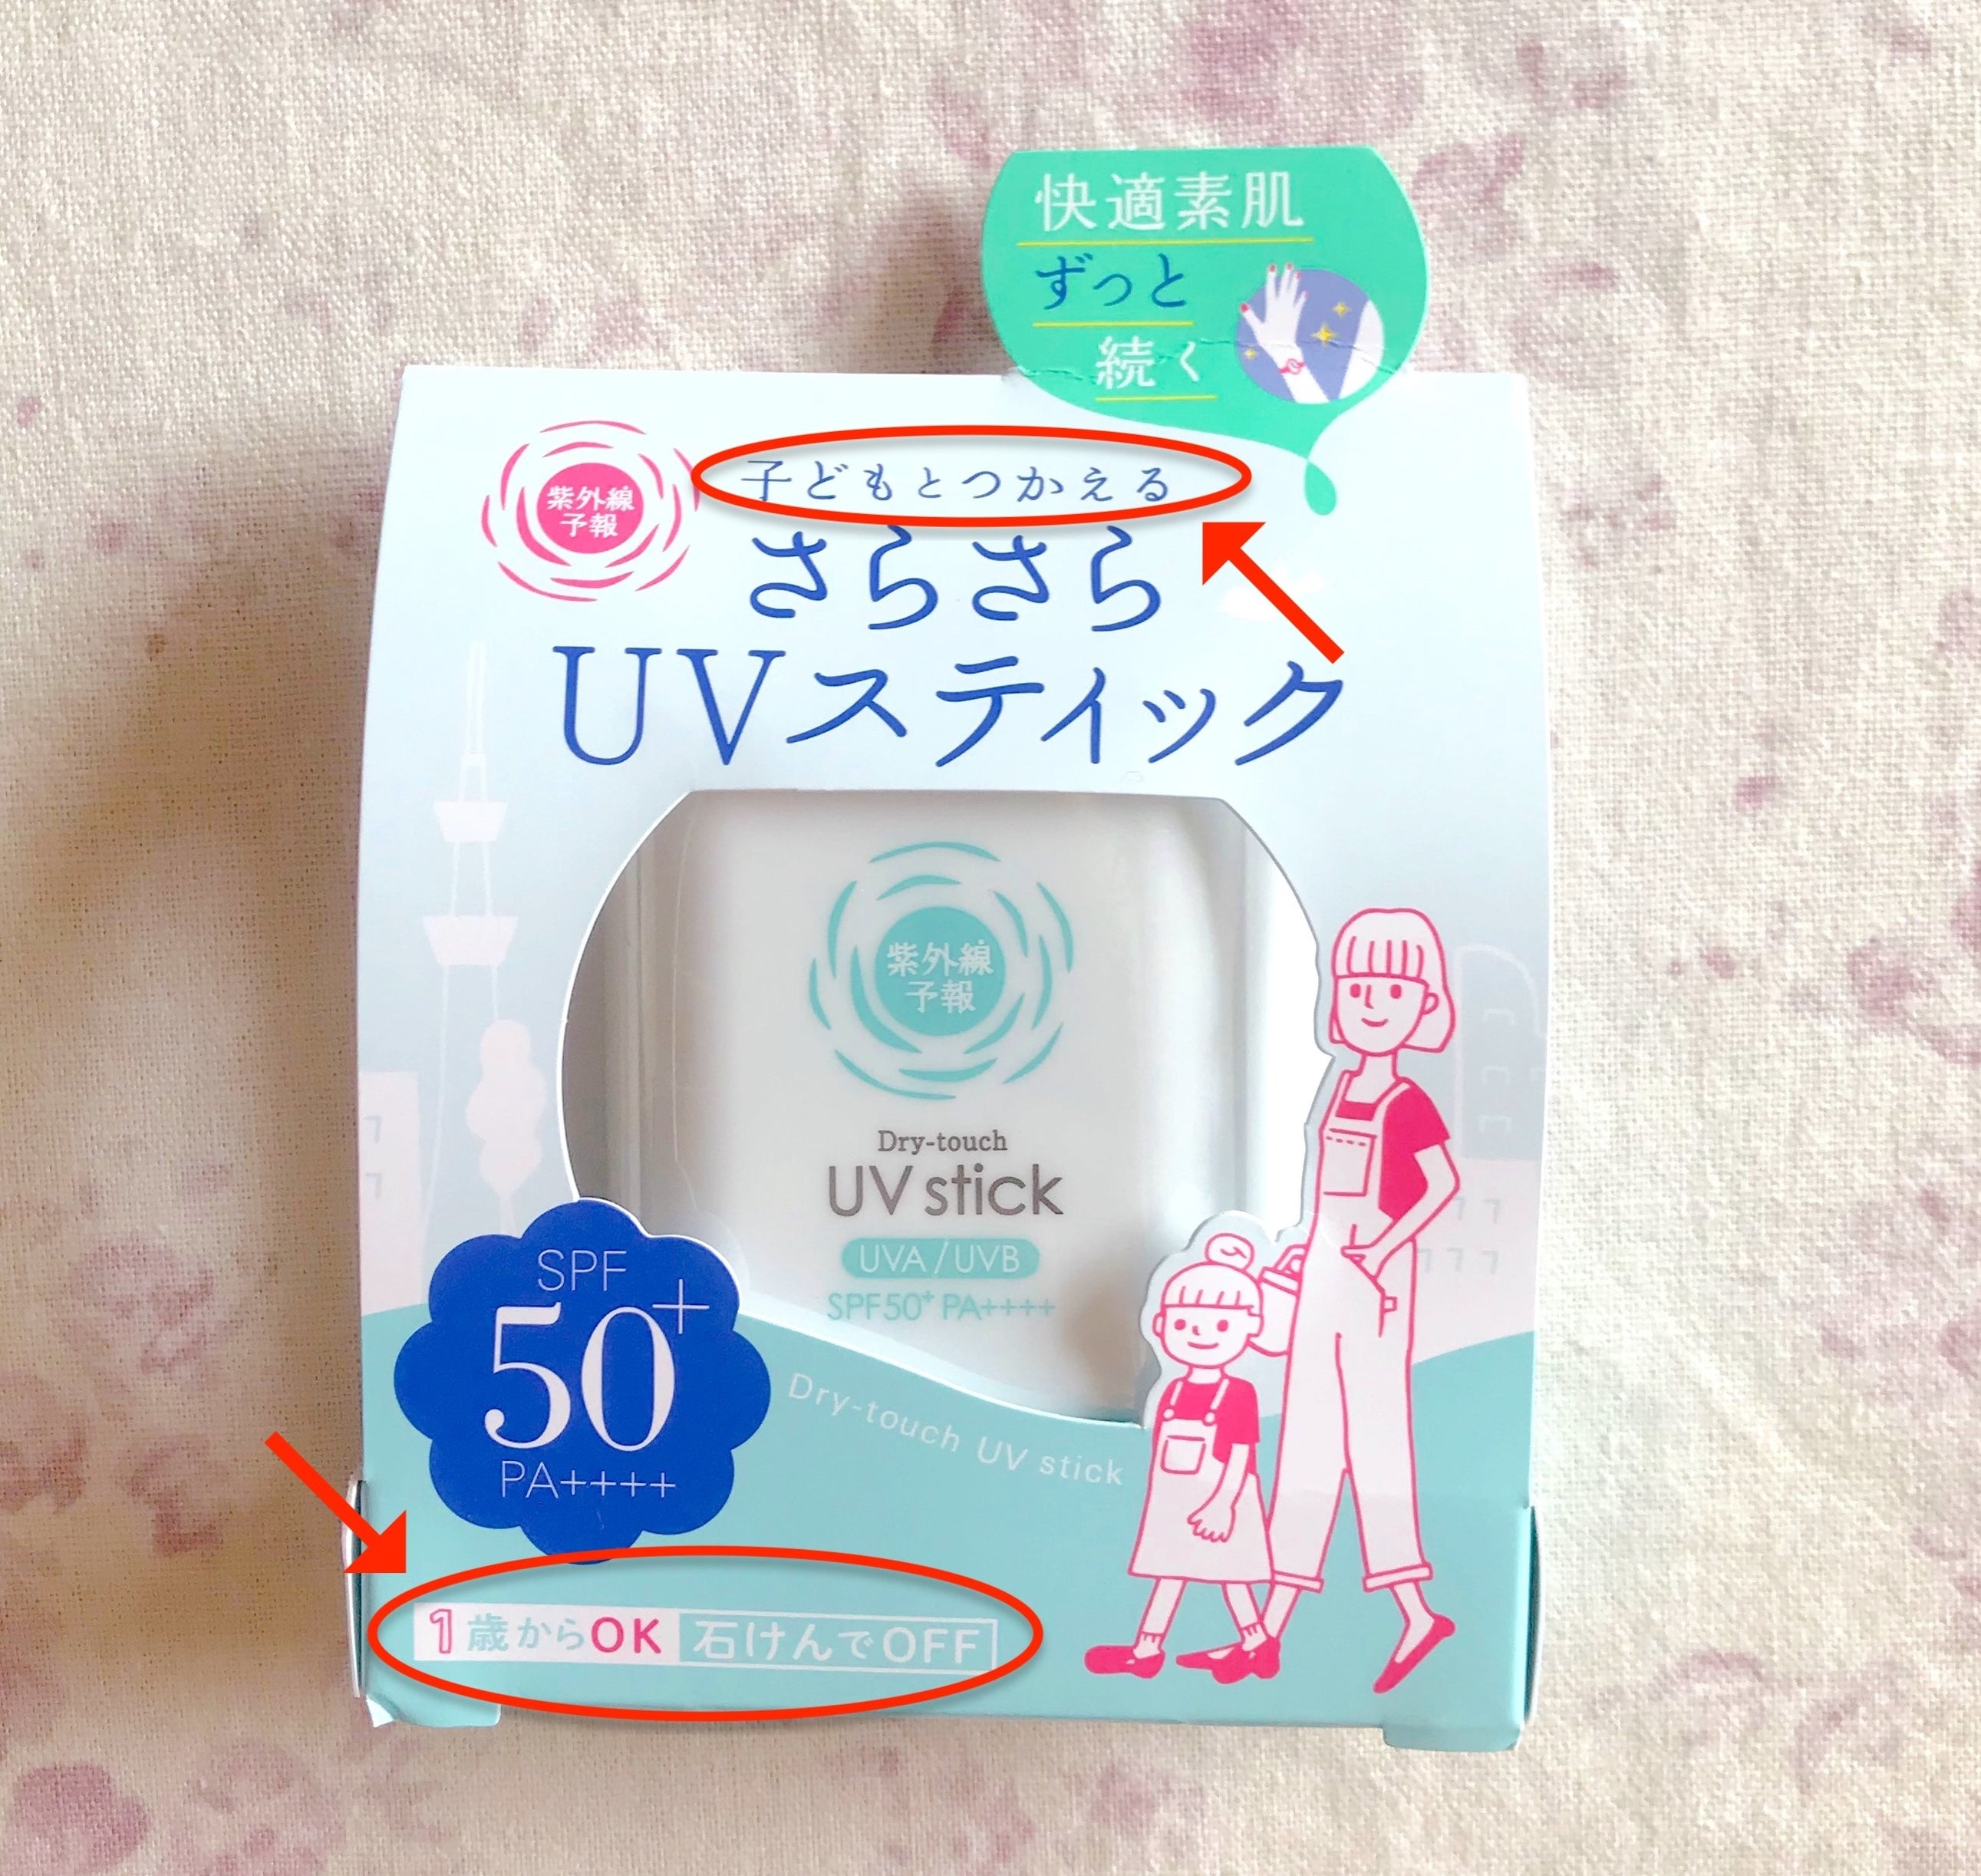 快適素肌
ずっと
続く
紫外線
予報
子どもとつかえる
さらさら
UVスティック
紫外線
予報
Dry-touch
UV stick
UVA/UVB
SPF50+ PA++++
SPF
50+
PA++++
Dry-touch UV stick
1歳からOK 石けんでOFF